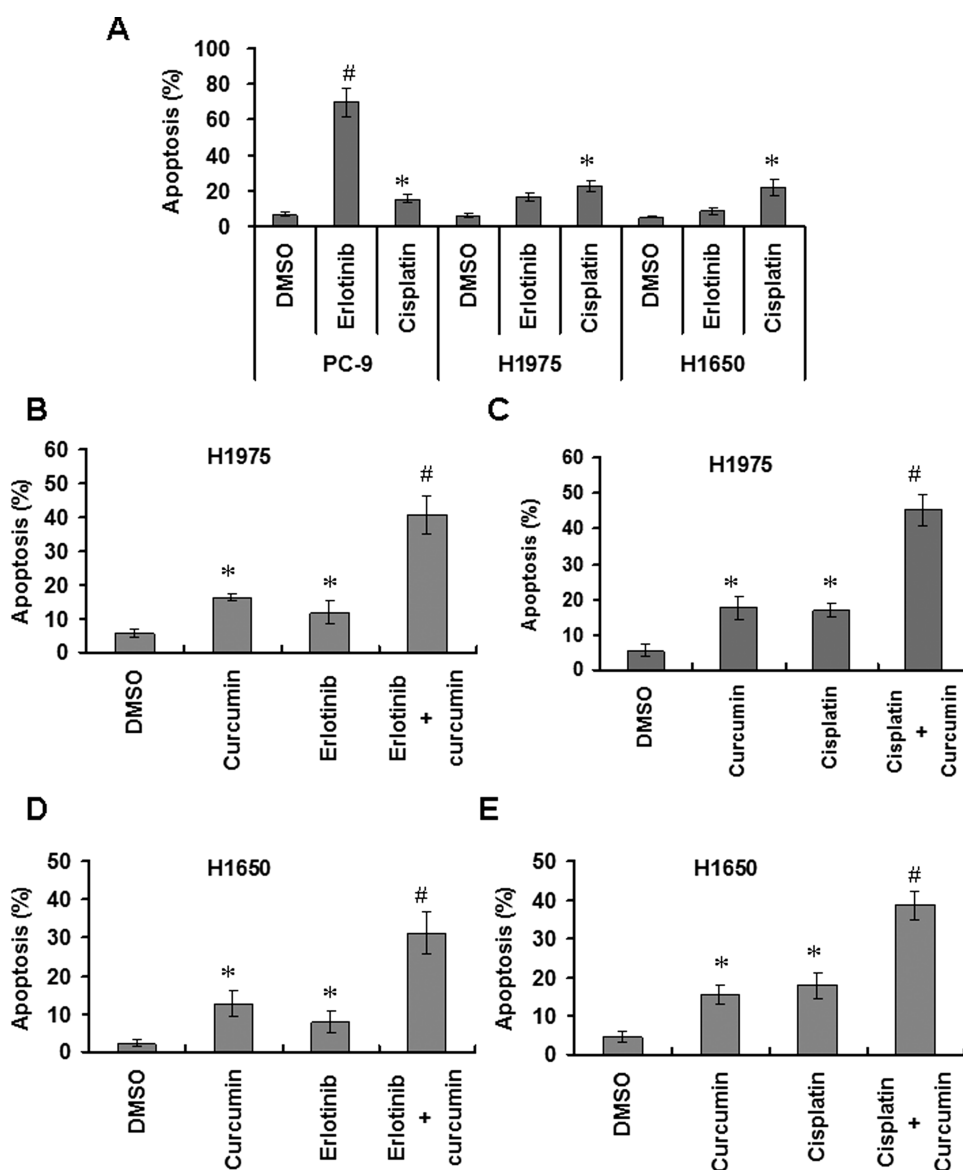 A
Apoptosis (%)
100
80
60
40
20
0
#
*
*
*
DMSO
Erlotinib
Cisplatin
DMSO
Erlotinib
Cisplatin
DMSO
Erlotinib
Cisplatin
PC-9
H1975
H1650
B
H1975
Apoptosis (%)
60
50
40
30
20
10
0
*
*
#
DMSO
Curcumin
Erlotinib
Erlotinib
+
curcumin
C
H1975
Apoptosis (%)
60
50
40
30
20
10
0
*
*
#
DMSO
Curcumin
Cisplatin
Cisplatin
+
Curcumin
D
H1650
Apoptosis (%)
50
40
30
20
10
0
*
*
#
DMSO
Curcumin
Erlotinib
Erlotinib
+
curcumin
E
H1650
Apoptosis (%)
50
40
30
20
10
0
*
*
#
DMSO
Curcumin
Cisplatin
Cisplatin
+
Curcumin